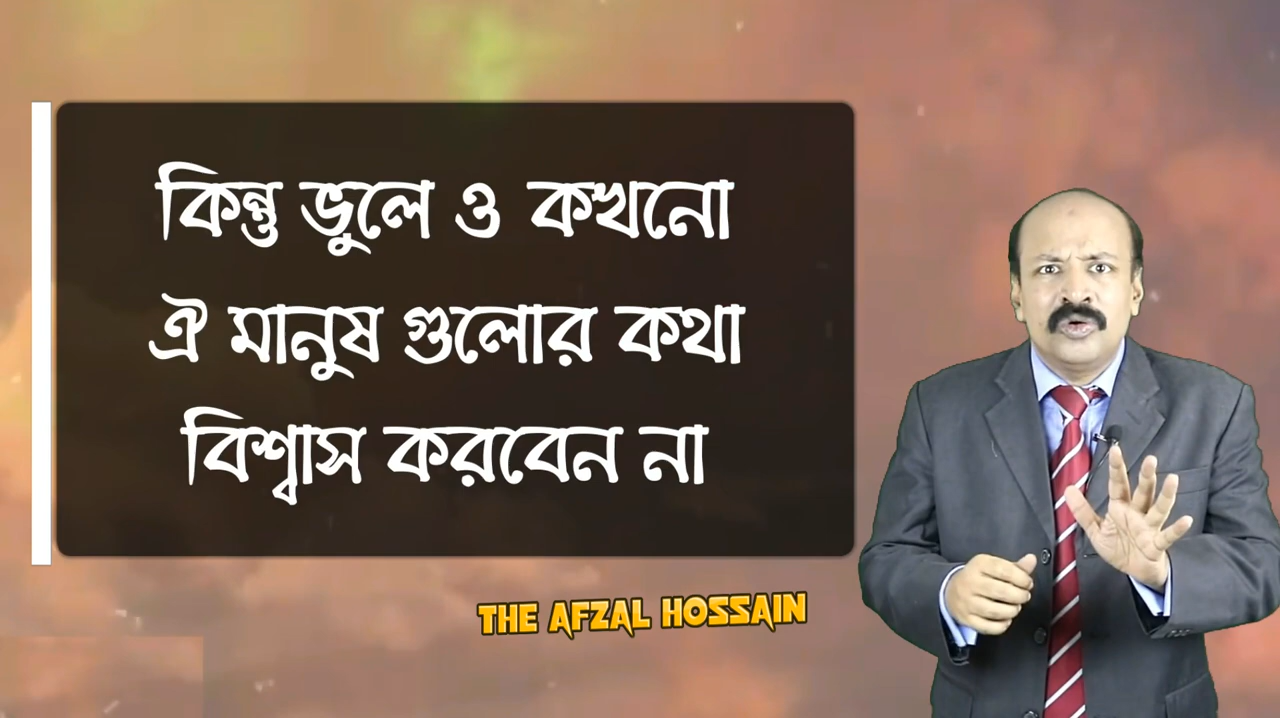 কিন্তু ভুলে ও কখনো
ঐ মানুষ গুলোর কথা
বিশ্বাস করবেন না
THE AFZAL HOSSAIN